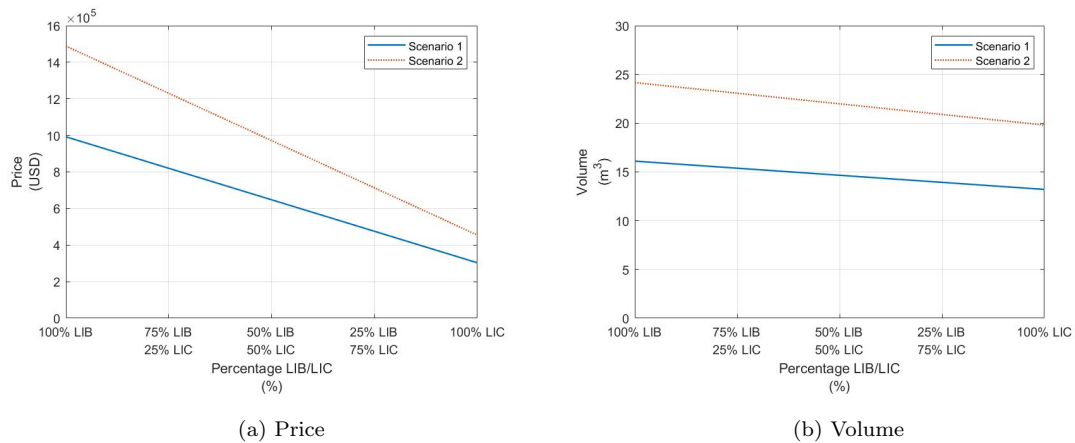 ×10⁵
16
14
12
10
8
6
4
2
0
Price
(USD)
Scenario 1
Scenario 2
100% LIB
75% LIB
50% LIB
25% LIB
100% LIC
25% LIC
50% LIC
75% LIC
Percentage LIB/LIC
(%)
(a) Price
30
25
20
15
10
5
0
Volume
(m³)
Scenario 1
Scenario 2
100% LIB
75% LIB
50% LIB
25% LIB
100% LIC
25% LIC
50% LIC
75% LIC
Percentage LIB/LIC
(%)
(b) Volume